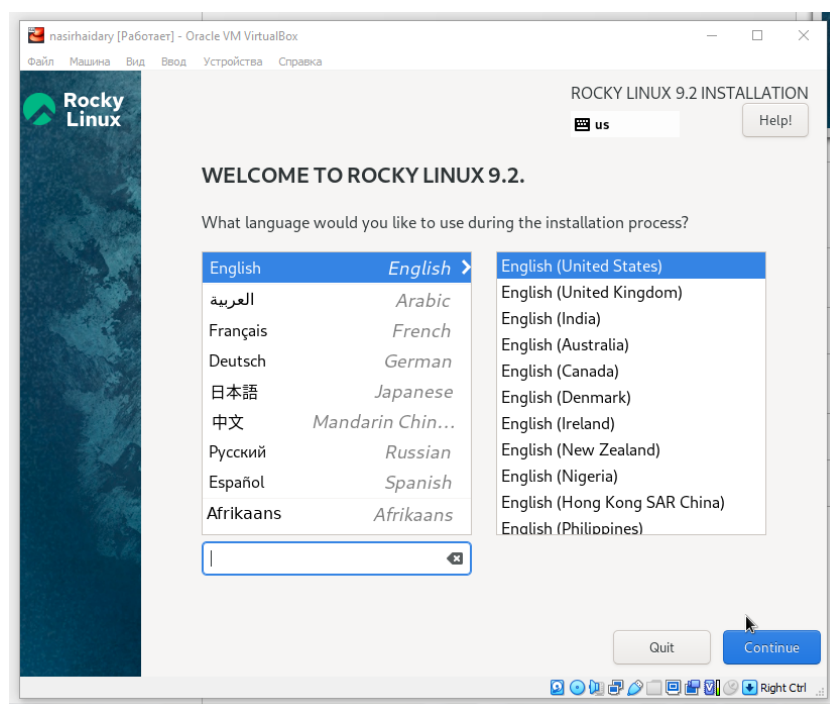 nasirhaidary [Работает] - Oracle VM VirtualBox
Файл Машина Вид Ввод Устройства Справка
Rocky
Linux
ROCKY LINUX 9.2 INSTALLATION
us
Help!
WELCOME TO ROCKY LINUX 9.2.
What language would you like to use during the installation process?
English English
العربية Arabic
Français French
Deutsch German
日本語 Japanese
中文 Mandarin Chin...
Русский Russian
Español Spanish
Afrikaans Afrikaans
English (United States)
English (United Kingdom)
English (India)
English (Australia)
English (Canada)
English (Denmark)
English (Ireland)
English (New Zealand)
English (Nigeria)
English (Hong Kong SAR China)
English (Philippines)
Quit
Continue
Right Ctrl